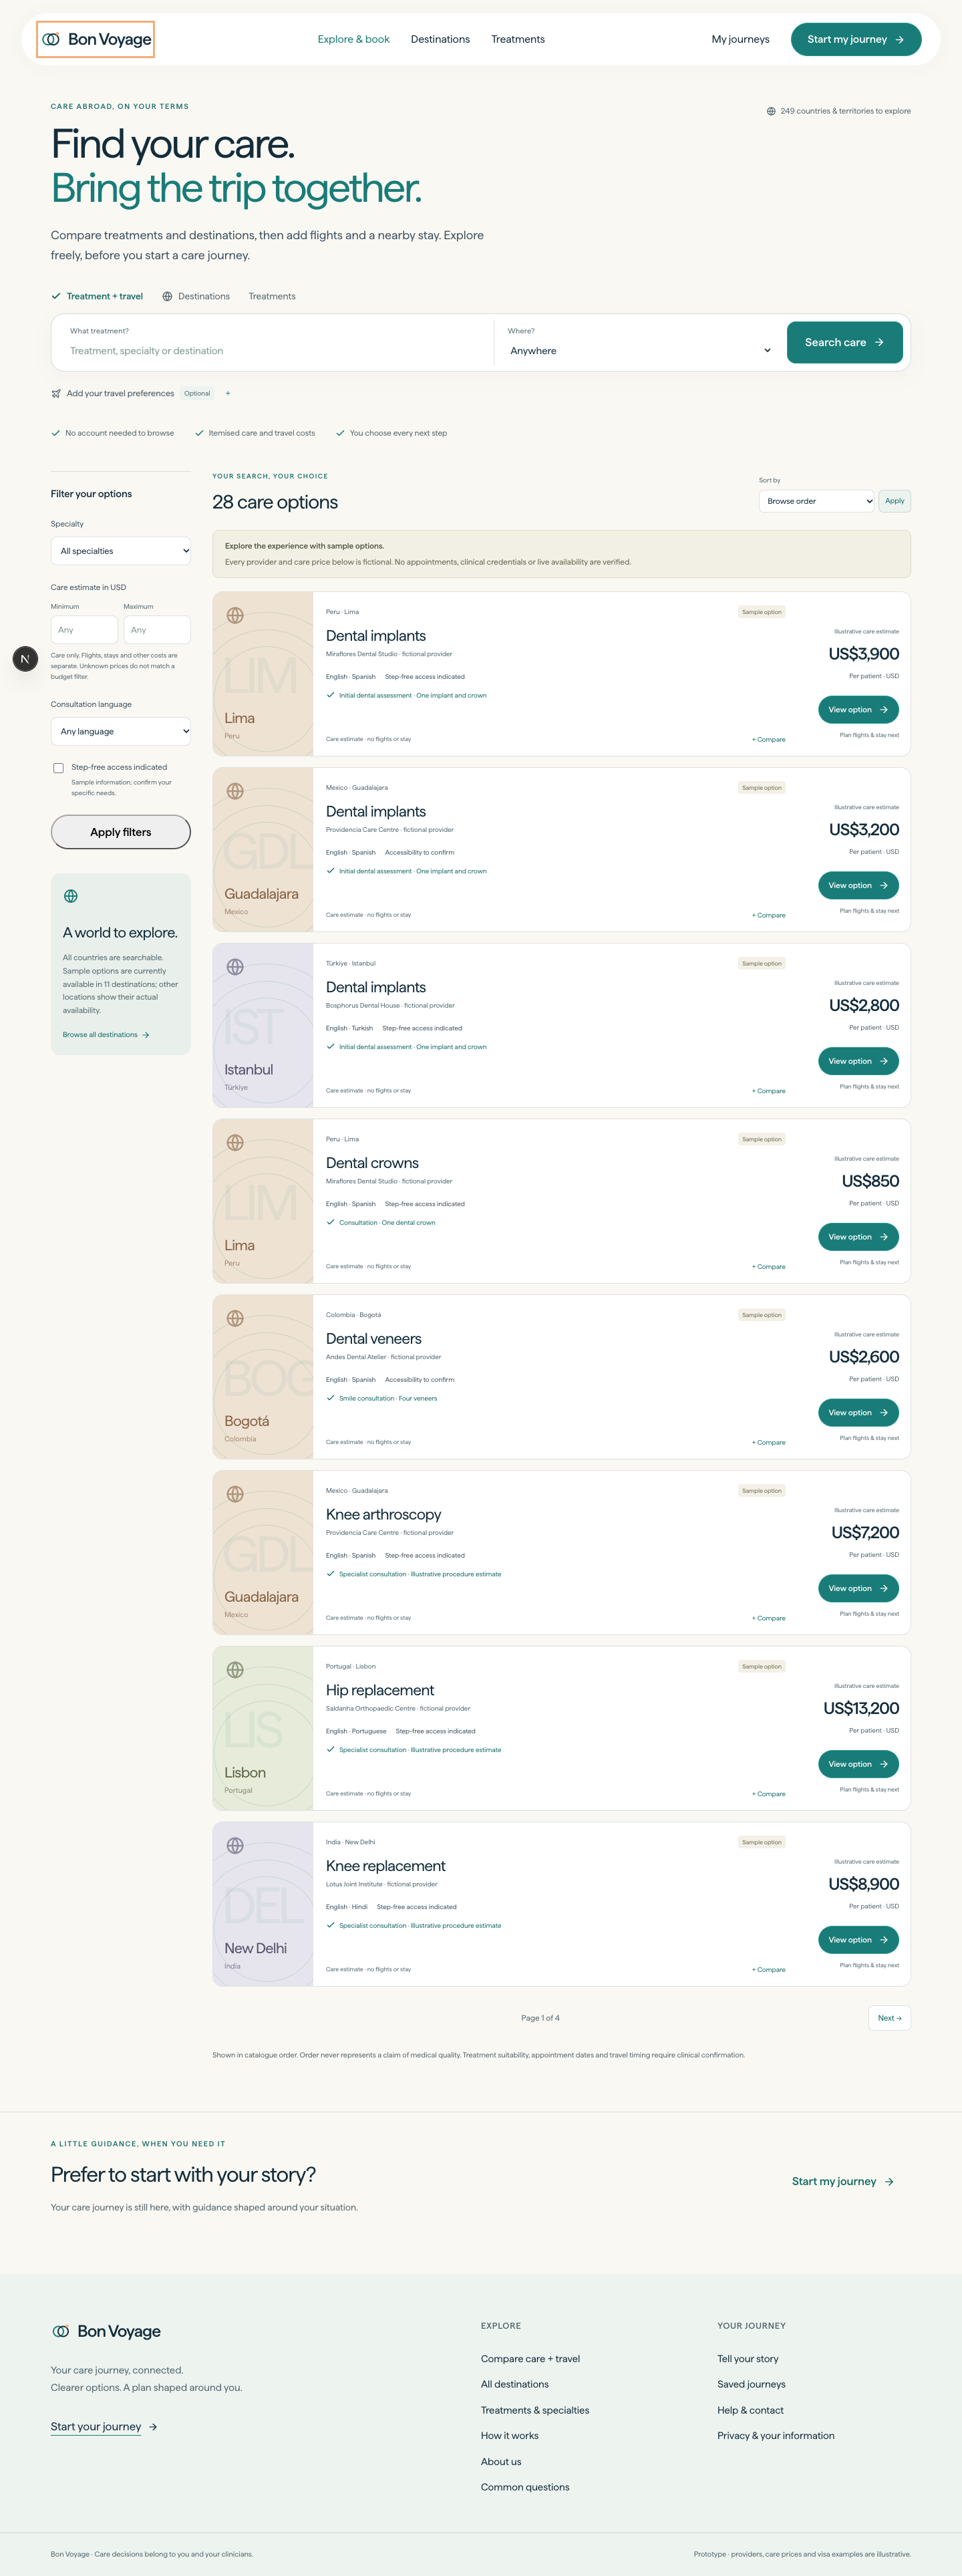 Bon Voyage
Explore & book
Destinations
Treatments
My journeys
Start my journey
CARE ABROAD, ON YOUR TERMS
249 countries & territories to explore
Find your care.
Bring the trip together.
Compare treatments and destinations, then add flights and a nearby stay. Explore
freely, before you start a care journey.
Treatment + travel
Destinations
Treatments
What treatment?
Treatment, specialty or destination
Where?
Anywhere
Search care
Add your travel preferences
Optional
+
No account needed to browse
Itemised care and travel costs
You choose every next step
Filter your options
Specialty
All specialties
Care estimate in USD
Minimum
Maximum
Any
Any
Care only. Flights, stays and other costs are
separate. Unknown prices do not match a
budget filter.
Consultation language
Any language
Step-free access indicated
Sample information; confirm your
specific needs.
Apply filters
A world to explore.
All countries are searchable.
Sample options are currently
available in 11 destinations; other
locations show their actual
availability.
Browse all destinations
N
YOUR SEARCH, YOUR CHOICE
28 care options
Sort by
Browse order
Apply
Explore the experience with sample options.
Every provider and care price below is fictional. No appointments, clinical credentials or live availability are verified.
LIM
Lima
Peru
Peru · Lima
Sample option
Dental implants
Miraflores Dental Studio · fictional provider
English · Spanish
Step-free access indicated
Initial dental assessment · One implant and crown
Care estimate · no flights or stay
+ Compare
Illustrative care estimate
US$3,900
Per patient · USD
View option
Plan flights & stay next
GDL
Guadalajara
Mexico
Mexico · Guadalajara
Sample option
Dental implants
Providencia Care Centre · fictional provider
English · Spanish
Accessibility to confirm
Initial dental assessment · One implant and crown
Care estimate · no flights or stay
+ Compare
Illustrative care estimate
US$3,200
Per patient · USD
View option
Plan flights & stay next
IST
Istanbul
Türkiye
Türkiye · Istanbul
Sample option
Dental implants
Bosphorus Dental House · fictional provider
English · Turkish
Step-free access indicated
Initial dental assessment · One implant and crown
Care estimate · no flights or stay
+ Compare
Illustrative care estimate
US$2,800
Per patient · USD
View option
Plan flights & stay next
LIM
Lima
Peru
Peru · Lima
Sample option
Dental crowns
Miraflores Dental Studio · fictional provider
English · Spanish
Step-free access indicated
Consultation · One dental crown
Care estimate · no flights or stay
+ Compare
Illustrative care estimate
US$850
Per patient · USD
View option
Plan flights & stay next
BOG
Bogotá
Colombia
Colombia · Bogotá
Sample option
Dental veneers
Andes Dental Atelier · fictional provider
English · Spanish
Accessibility to confirm
Smile consultation · Four veneers
Care estimate · no flights or stay
+ Compare
Illustrative care estimate
US$2,600
Per patient · USD
View option
Plan flights & stay next
GDL
Guadalajara
Mexico
Mexico · Guadalajara
Sample option
Knee arthroscopy
Providencia Care Centre · fictional provider
English · Spanish
Step-free access indicated
Specialist consultation · Illustrative procedure estimate
Care estimate · no flights or stay
+ Compare
Illustrative care estimate
US$7,200
Per patient · USD
View option
Plan flights & stay next
LIS
Lisbon
Portugal
Portugal · Lisbon
Sample option
Hip replacement
Saldanha Orthopaedic Centre · fictional provider
English · Portuguese
Step-free access indicated
Specialist consultation · Illustrative procedure estimate
Care estimate · no flights or stay
+ Compare
Illustrative care estimate
US$13,200
Per patient · USD
View option
Plan flights & stay next
DEL
New Delhi
India
India · New Delhi
Sample option
Knee replacement
Lotus Joint Institute · fictional provider
English · Hindi
Step-free access indicated
Specialist consultation · Illustrative procedure estimate
Care estimate · no flights or stay
+ Compare
Illustrative care estimate
US$8,900
Per patient · USD
View option
Plan flights & stay next
Page 1 of 4
Next →
Shown in catalogue order. Order never represents a claim of medical quality. Treatment suitability, appointment dates and travel timing require clinical confirmation.
A LITTLE GUIDANCE, WHEN YOU NEED IT
Prefer to start with your story?
Your care journey is still here, with guidance shaped around your situation.
Start my journey
Bon Voyage
Your care journey, connected.
Clearer options. A plan shaped around you.
Start your journey
EXPLORE
Compare care + travel
All destinations
Treatments & specialties
How it works
About us
Common questions
YOUR JOURNEY
Tell your story
Saved journeys
Help & contact
Privacy & your information
Bon Voyage · Care decisions belong to you and your clinicians.
Prototype · providers, care prices and visa examples are illustrative.